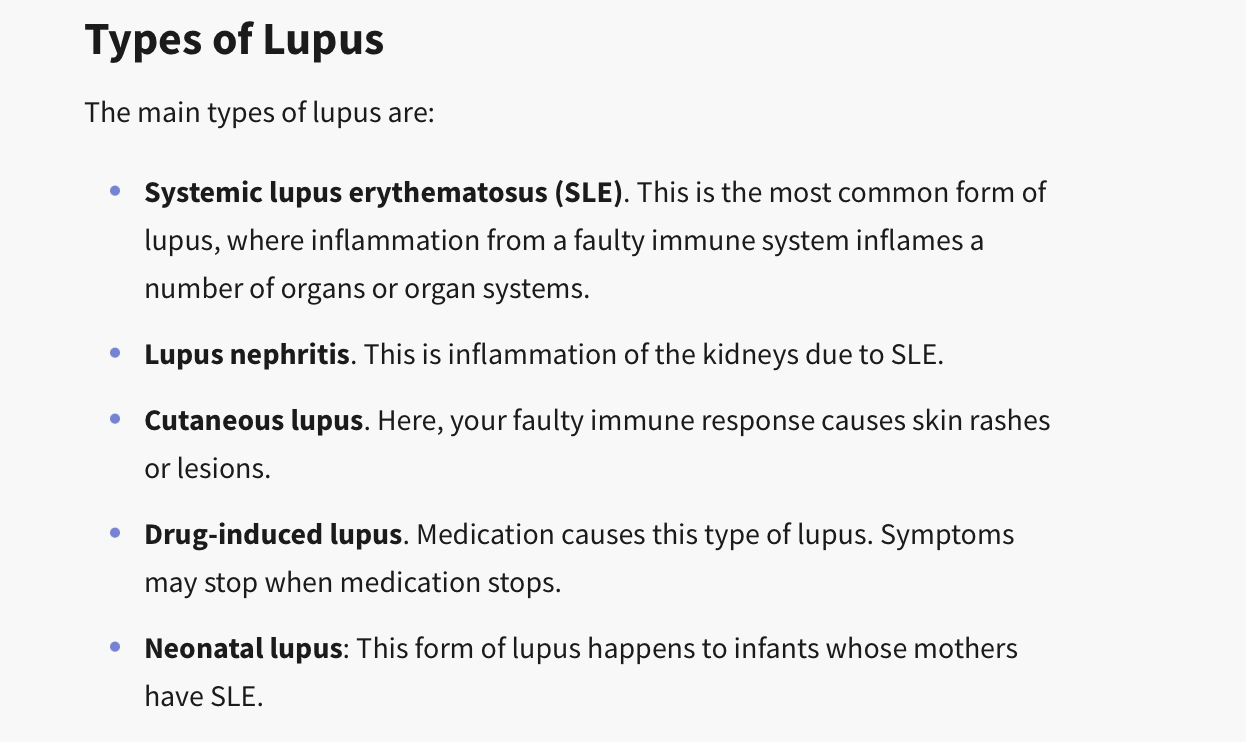 Types of Lupus
The main types of lupus are:
Systemic lupus erythematosus (SLE). This is the most common form of
lupus, where inflammation from a faulty immune system inflames a
number of organs or organ systems.
Lupus nephritis. This is inflammation of the kidneys due to SLE.
Cutaneous lupus. Here, your faulty immune response causes skin rashes
or lesions.
Drug-induced lupus. Medication causes this type of lupus. Symptoms
may stop when medication stops.
Neonatal lupus: This form of lupus happens to infants whose mothers
have SLE.